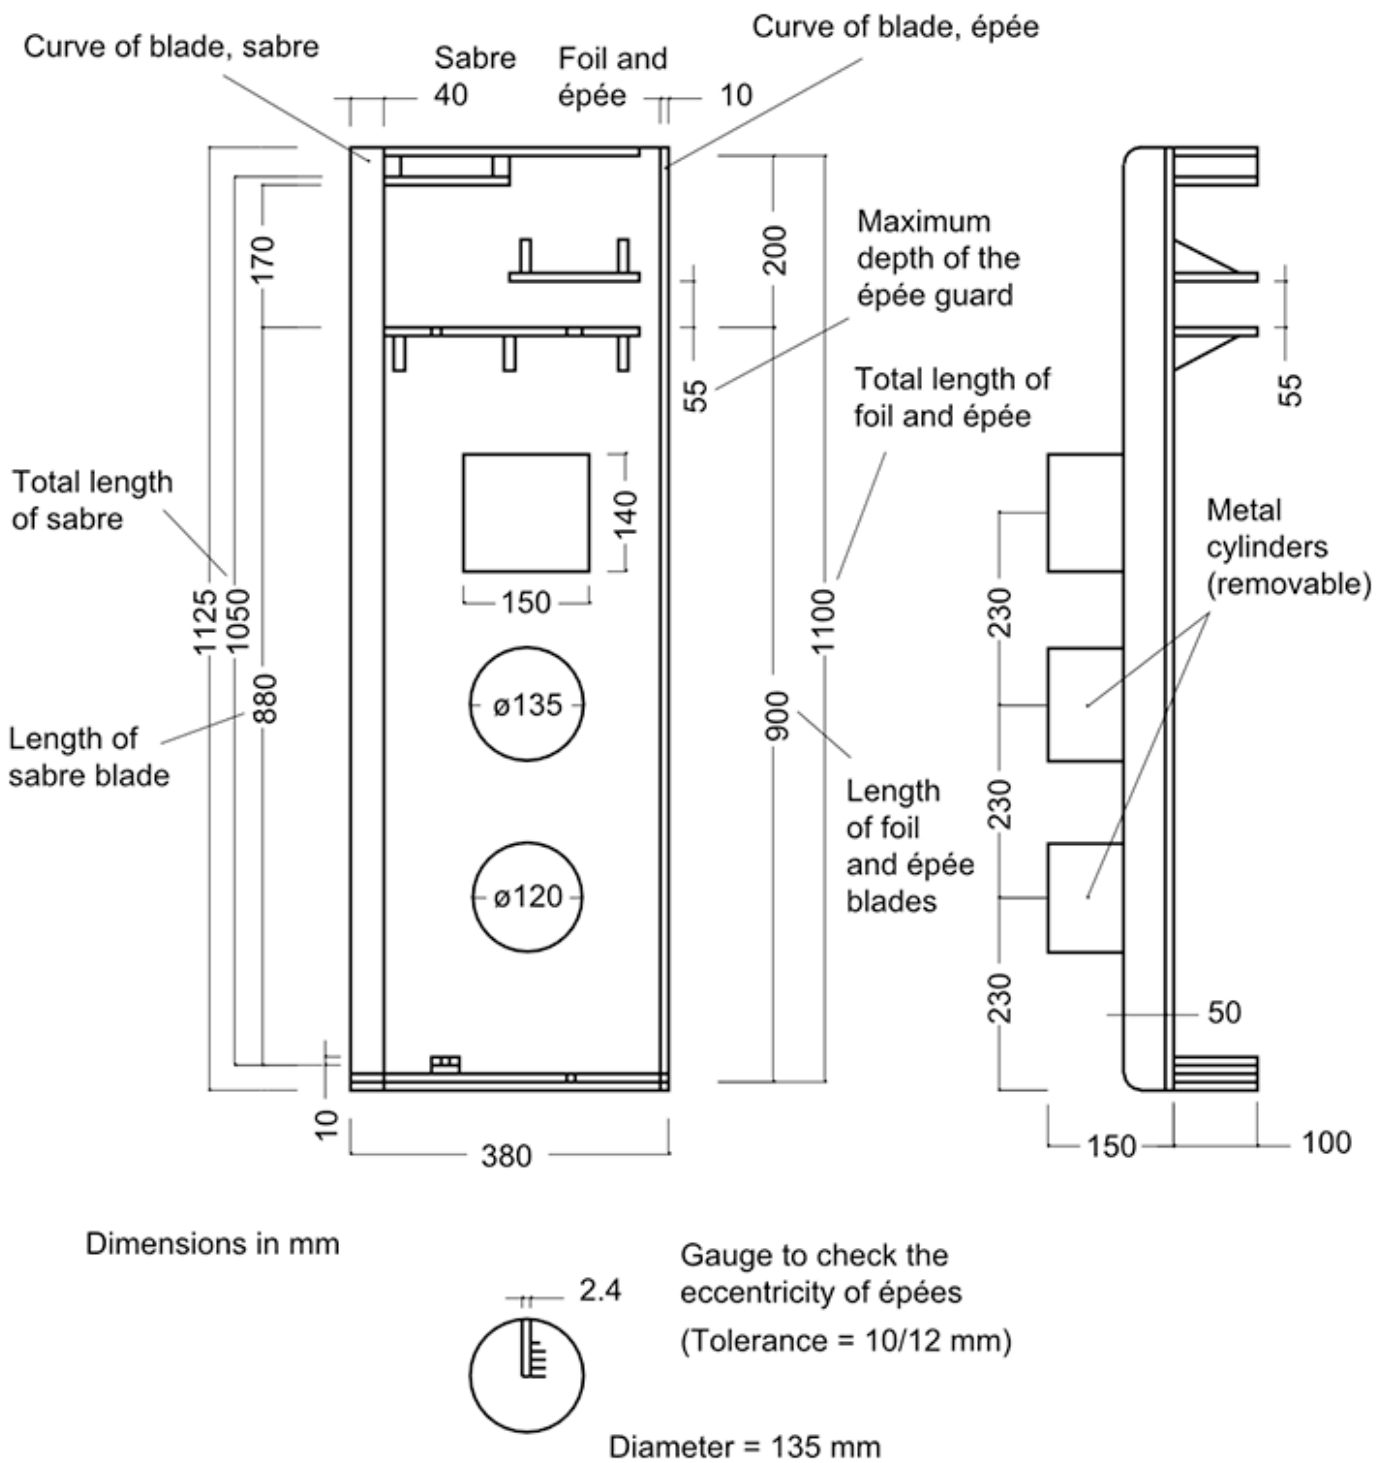 Curve of blade, sabre
Sabre
40
Foil and
épée
Curve of blade, épée
10
170
200
Maximum
depth of the
épée guard
55
55
Total length of
foil and épée
Total length
of sabre
140
150
Metal
cylinders
(removable)
1125
1050
880
1100
900
230
230
230
ø135
Length of
sabre blade
Length
of foil
and épée
blades
ø120
50
10
380
150
100
Dimensions in mm
2.4
Gauge to check the
eccentricity of épées
(Tolerance = 10/12 mm)
Diameter = 135 mm